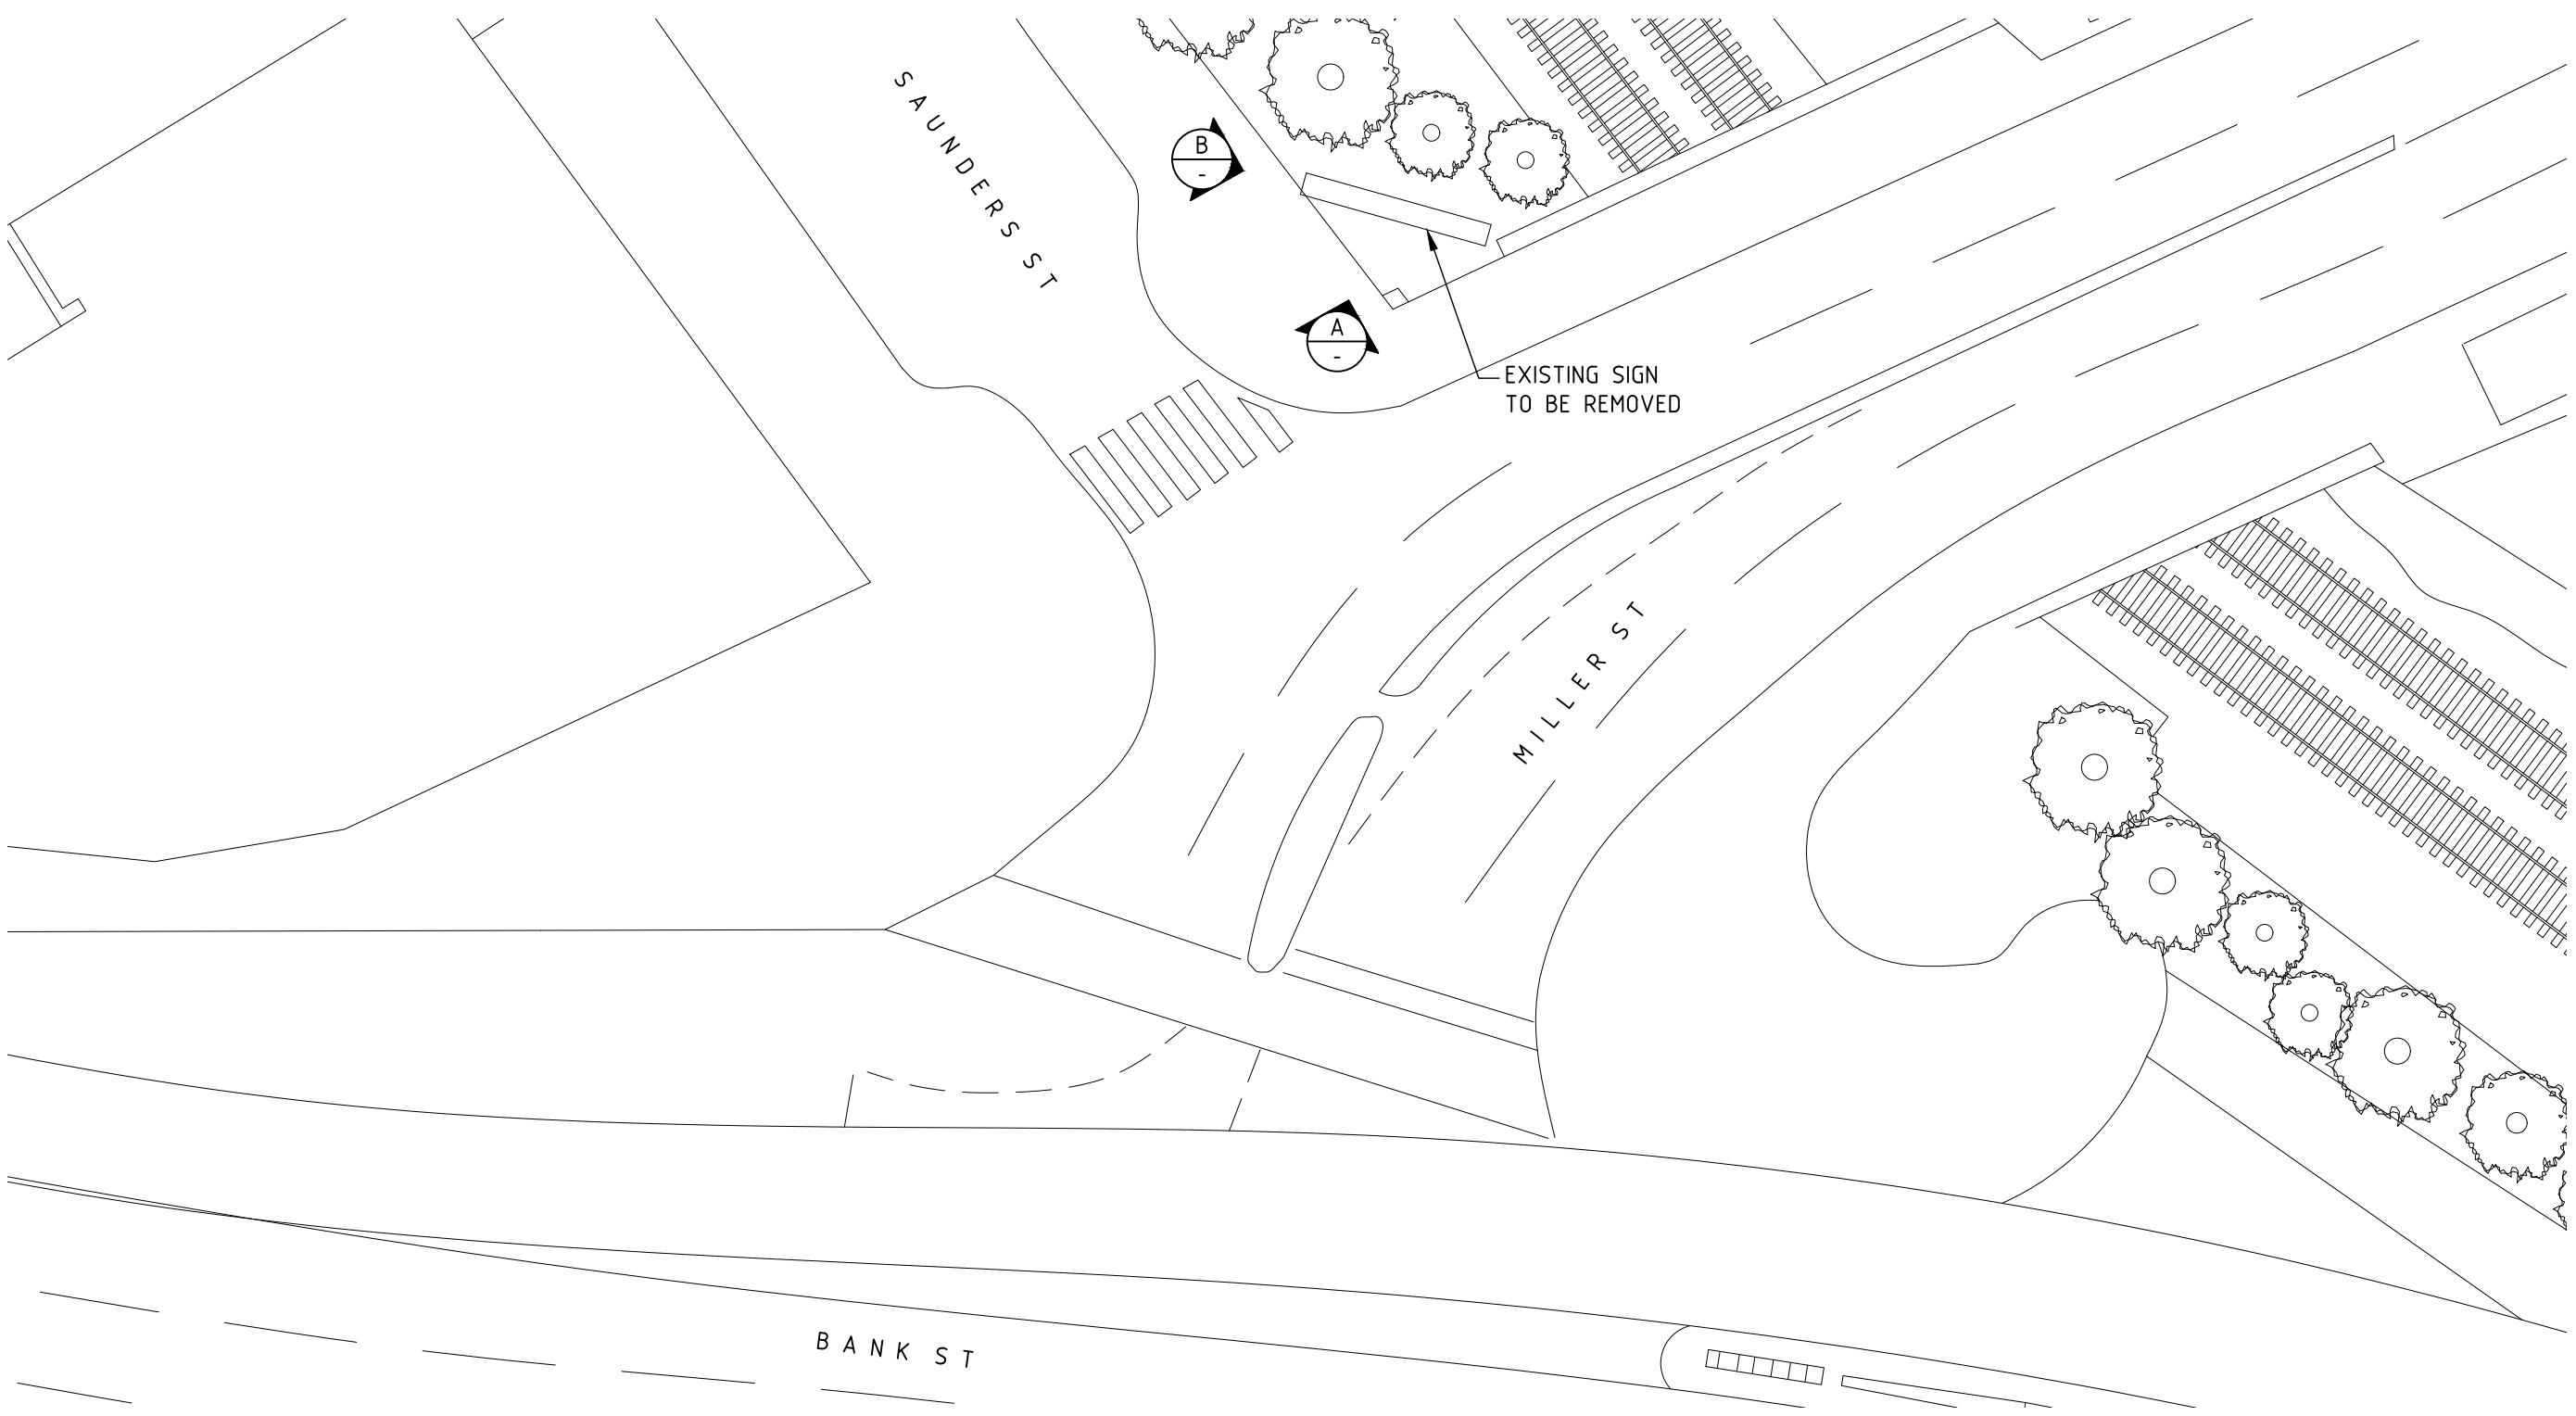 SAUNDERS ST
B
-
A
-
EXISTING SIGN
TO BE REMOVED
MILLER ST
BANK ST